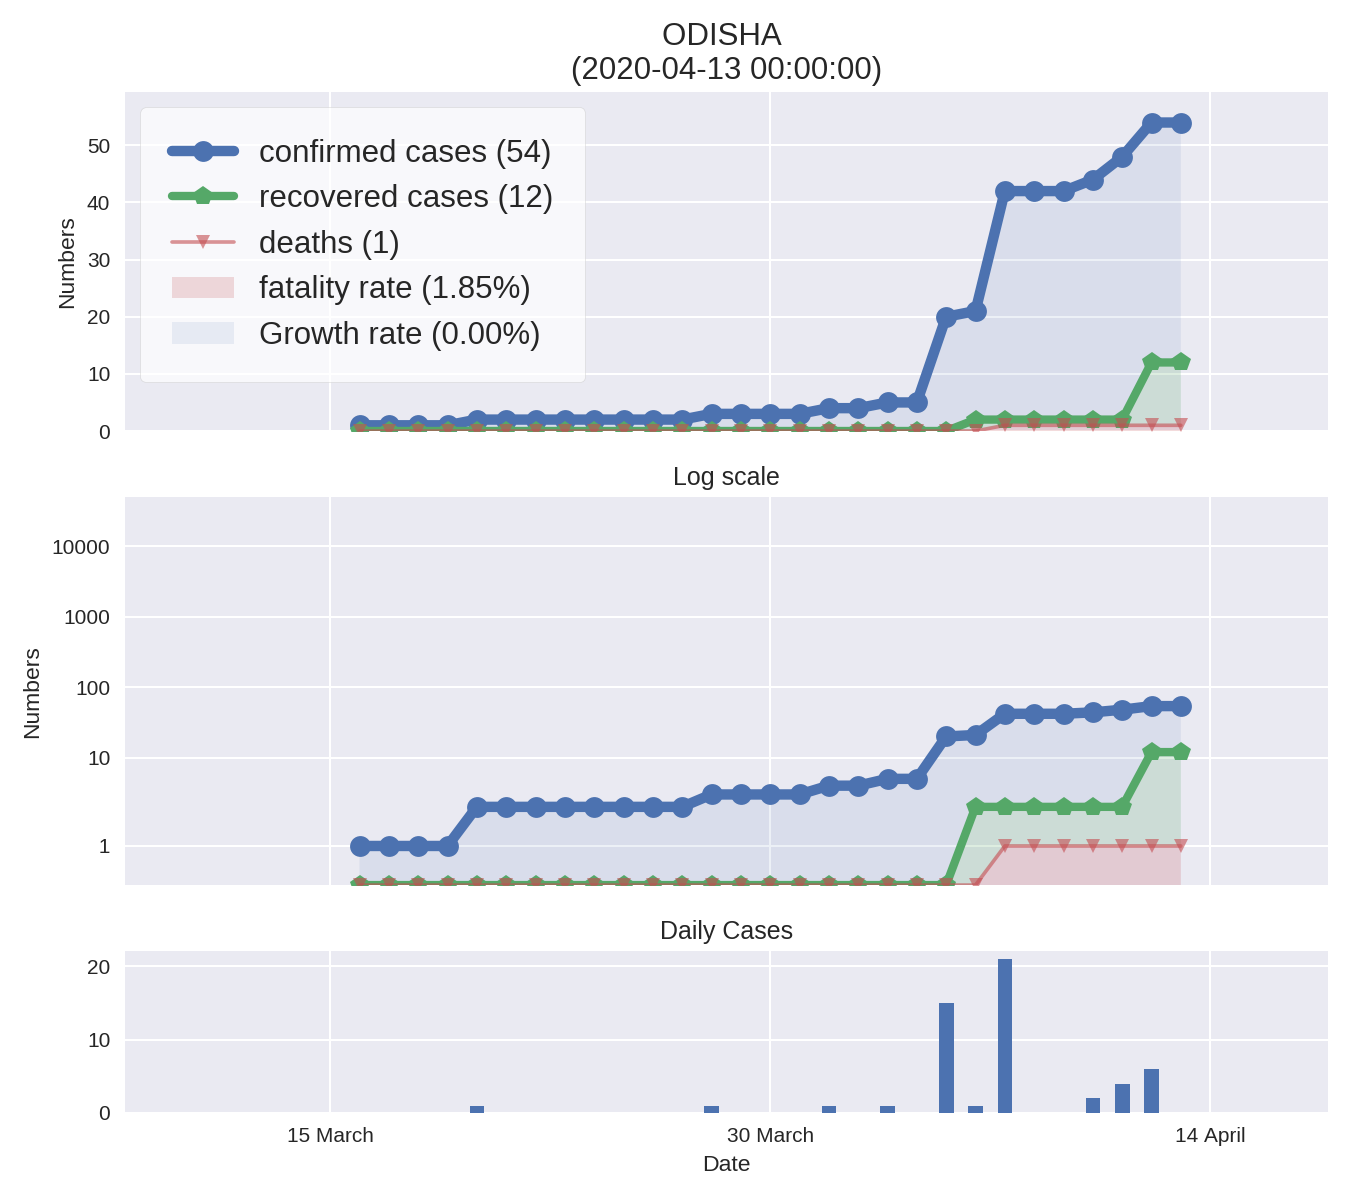 ODISHA
(2020-04-13 00:00:00)
confirmed cases (54)
recovered cases (12)
deaths (1)
fatality rate (1.85%)
Growth rate (0.00%)
Numbers
50
40
30
20
10
0
Log scale
Numbers
10000
1000
100
10
1
Daily Cases
20
10
0
15 March
30 March
14 April
Date